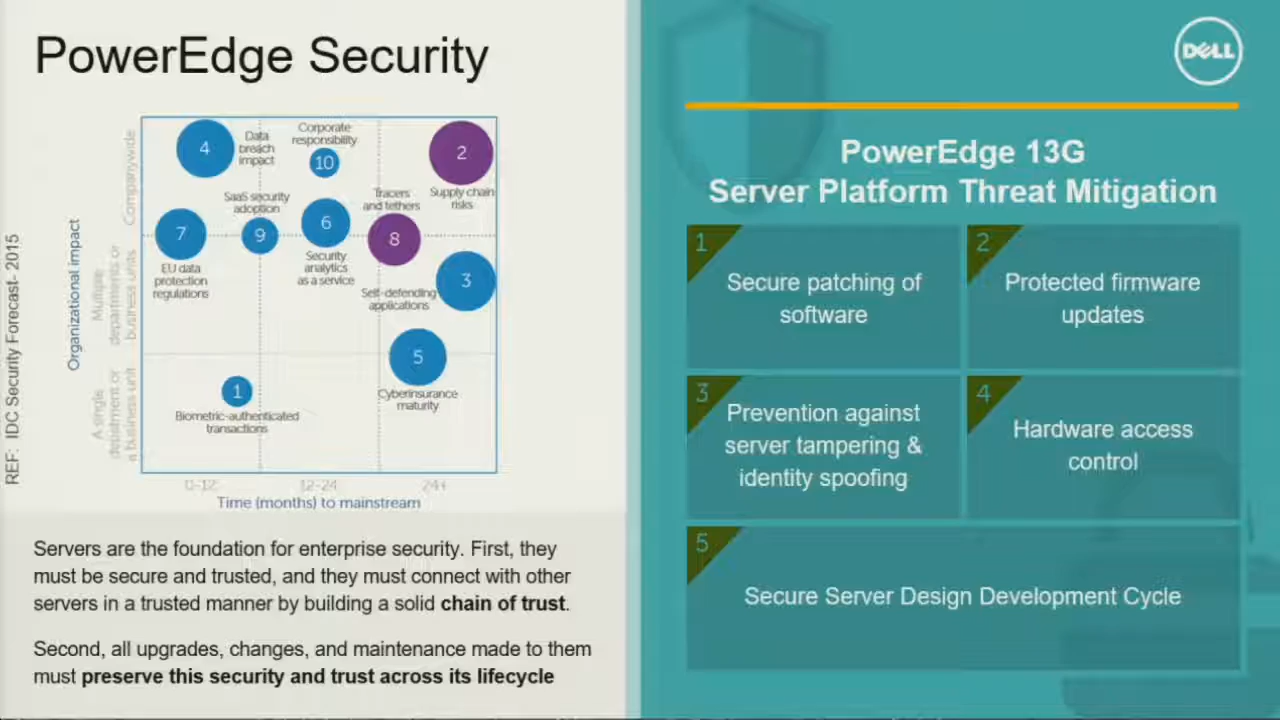 PowerEdge Security
REF: IDC Security Forecast- 2015
Organizational impact
Companywide
Multiple
departments or
business units
A single
department or
a business unit
4
Data
breach
impact
Corporate
responsibility
10
2
Supply chain
risks
SaaS security
adoption
9
7
EU data
protection
regulations
6
Security
analytics
as a service
Tracers
and tethers
8
3
Self-defending
applications
5
Cyberinsurance
maturity
1
Biometric-authenticated
transactions
0-12
12-24
24+
Time (months) to mainstream
Servers are the foundation for enterprise security. First, they
must be secure and trusted, and they must connect with other
servers in a trusted manner by building a solid chain of trust.
Second, all upgrades, changes, and maintenance made to them
must preserve this security and trust across its lifecycle
DELL
PowerEdge 13G
Server Platform Threat Mitigation
1
Secure patching of
software
2
Protected firmware
updates
3
Prevention against
server tampering &
identity spoofing
4
Hardware access
control
5
Secure Server Design Development Cycle